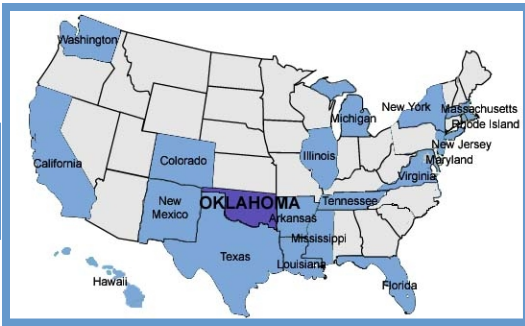 Washington
New York
Massachusetts
Michigan
Rhode Island
New Jersey
Maryland
Illinois
California
Colorado
Virginia
New
Mexico
OKLAHOMA
Tennessee
Arkansas
Mississippi
Texas
Louisiana
Hawaii
Florida